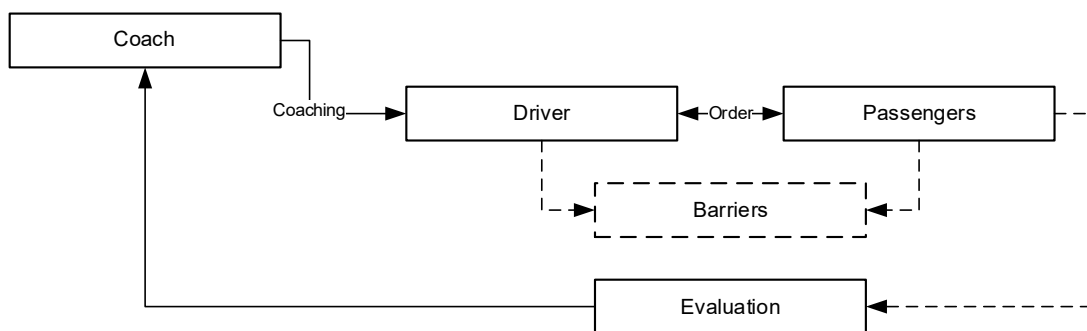 Coach
Coaching
Driver
Order
Passengers
Barriers
Evaluation